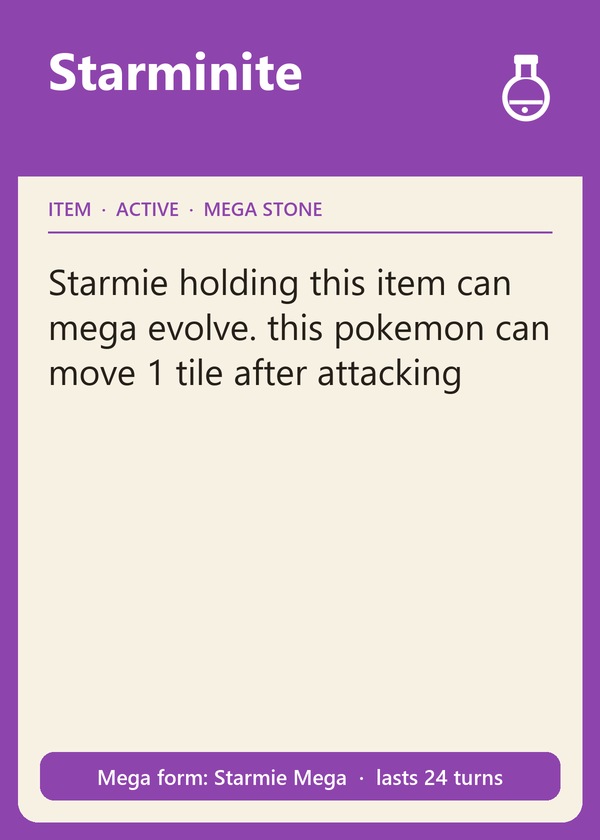 Starminite
ITEM · ACTIVE · MEGA STONE
Starmie holding this item can
mega evolve. this pokemon can
move 1 tile after attacking
Mega form: Starmie Mega · lasts 24 turns